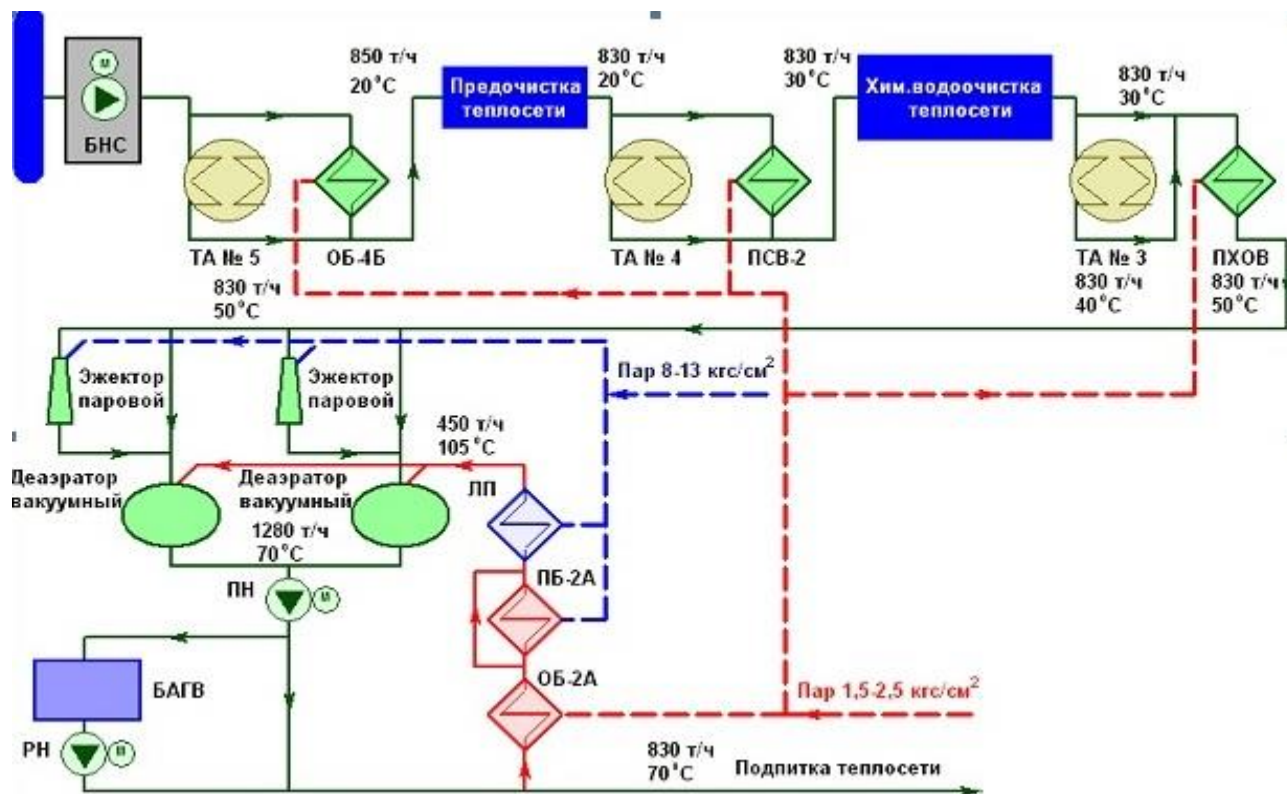 850 т/ч
20°С
Предочистка
теплосети
830 т/ч
20°С
830 т/ч
30°С
Хим.водоочистка
теплосети
830 т/ч
30°С
М
БНС
ТА № 5
ОБ-4Б
ТА № 4
ПСВ-2
ТА № 3
ПХОВ
830 т/ч
50°С
830 т/ч
40°С
830 т/ч
50°С
Эжектор
паровой
Эжектор
паровой
Пар 8-13 кгс/см²
450 т/ч
105°С
Деаэратор
вакуумный
Деаэратор
вакуумный
ЛП
1280 т/ч
70°С
ПН
М
ПБ-2А
ОБ-2А
БАГВ
Пар 1,5-2,5 кгс/см²
РН
830 т/ч
70°С
Подпитка теплосети